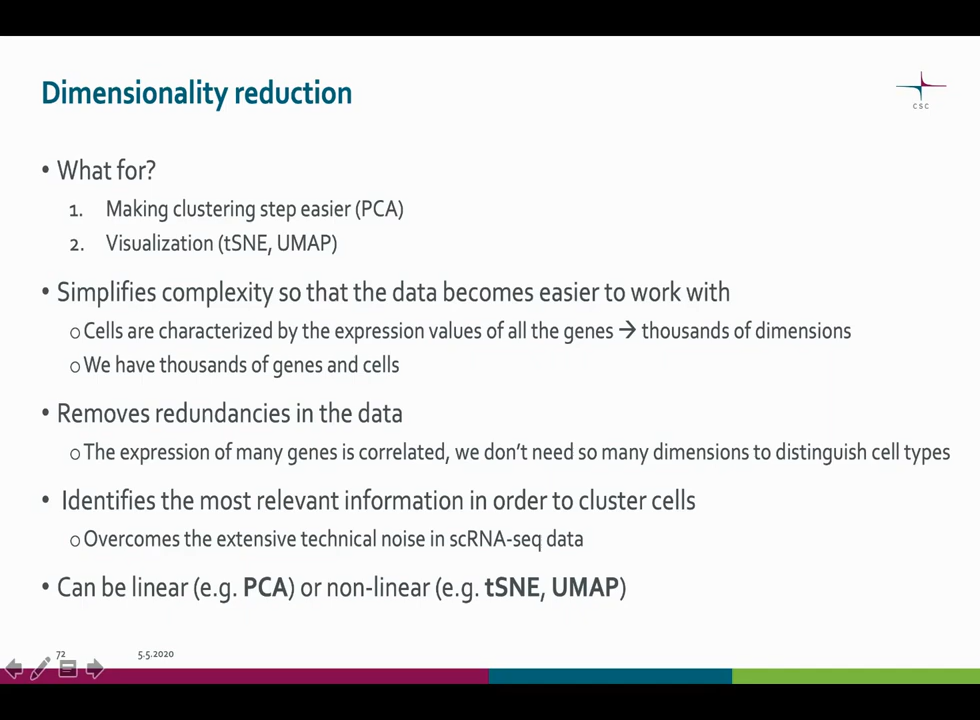 Dimensionality reduction
CSC
• What for?
1. Making clustering step easier (PCA)
2. Visualization (tSNE, UMAP)
• Simplifies complexity so that the data becomes easier to work with
o Cells are characterized by the expression values of all the genes → thousands of dimensions
o We have thousands of genes and cells
• Removes redundancies in the data
o The expression of many genes is correlated, we don't need so many dimensions to distinguish cell types
• Identifies the most relevant information in order to cluster cells
o Overcomes the extensive technical noise in scRNA-seq data
• Can be linear (e.g. PCA) or non-linear (e.g. tSNE, UMAP)
72 5.5.2020